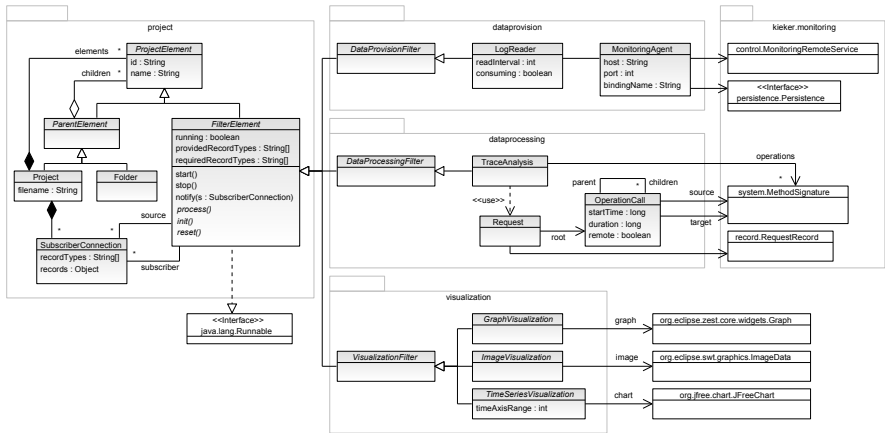 project
elements
*
ProjectElement
id : String
name : String
children
*
ParentElement
Project
filename : String
Folder
FilterElement
running : boolean
providedRecordTypes : String[]
requiredRecordTypes : String[]
start()
stop()
notify(s : SubscriberConnection)
process()
init()
reset()
*
source
SubscriberConnection
recordTypes : String[]
records : Object
*
subscriber
<<Interface>>
java.lang.Runnable
dataprovision
DataProvisionFilter
LogReader
readInterval : int
consuming : boolean
MonitoringAgent
host : String
port : int
bindingName : String
kieker.monitoring
control.MonitoringRemoteService
<<Interface>>
persistence.Persistence
dataprocessing
DataProcessingFilter
TraceAnalysis
operations
*
<<use>>
Request
root
parent
*
children
OperationCall
startTime : long
duration : long
remote : boolean
source
target
system.MethodSignature
record.RequestRecord
visualization
VisualizationFilter
GraphVisualization
graph
org.eclipse.zest.core.widgets.Graph
ImageVisualization
image
org.eclipse.swt.graphics.ImageData
TimeSeriesVisualization
timeAxisRange : int
chart
org.jfree.chart.JFreeChart